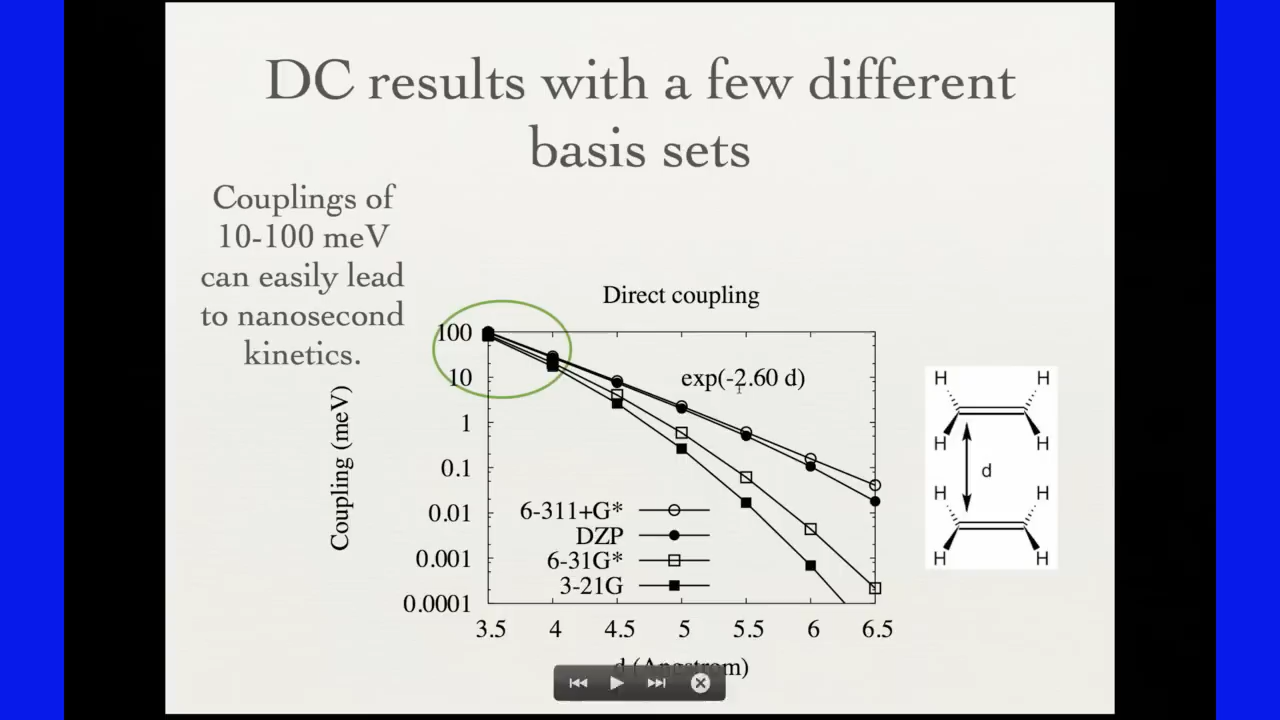 DC results with a few different
basis sets
Couplings of
10-100 meV
can easily lead
to nanosecond
kinetics.
Direct coupling
exp(-2.60 d)
Coupling (meV)
100
10
1
0.1
0.01
0.001
0.0001
6-311+G*
DZP
6-31G*
3-21G
3.5 4 4.5 5 5.5 6 6.5
d (Angstrom)
H H
H H
d
H H
H H